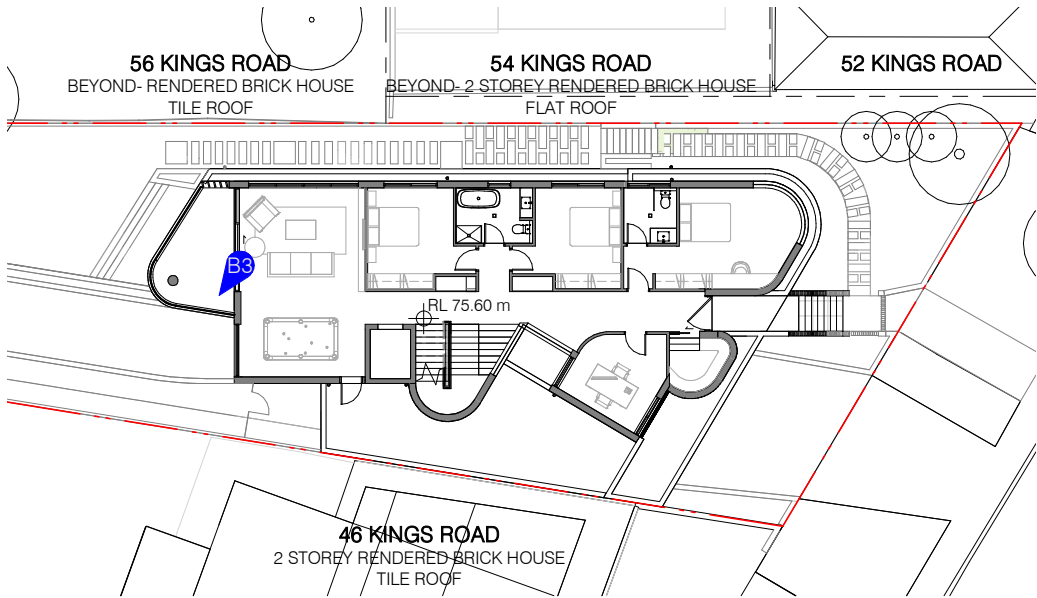 56 KINGS ROAD
BEYOND- RENDERED BRICK HOUSE
TILE ROOF
54 KINGS ROAD
BEYOND- 2 STOREY RENDERED BRICK HOUSE
FLAT ROOF
52 KINGS ROAD
B3
RL 75.60 m
46 KINGS ROAD
2 STOREY RENDERED BRICK HOUSE
TILE ROOF